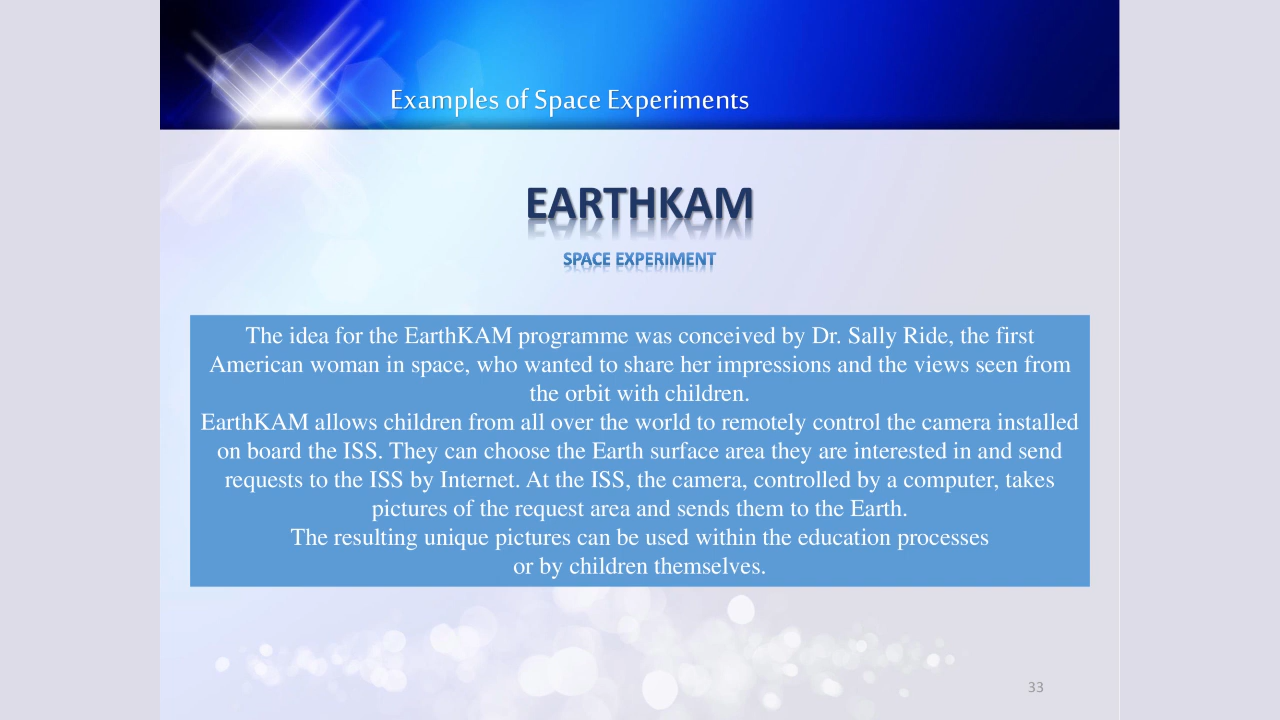 Examples of Space Experiments
EARTHKAM
SPACE EXPERIMENT
The idea for the EarthKAM programme was conceived by Dr. Sally Ride, the first
American woman in space, who wanted to share her impressions and the views seen from
the orbit with children.
EarthKAM allows children from all over the world to remotely control the camera installed
on board the ISS. They can choose the Earth surface area they are interested in and send
requests to the ISS by Internet. At the ISS, the camera, controlled by a computer, takes
pictures of the request area and sends them to the Earth.
The resulting unique pictures can be used within the education processes
or by children themselves.
33